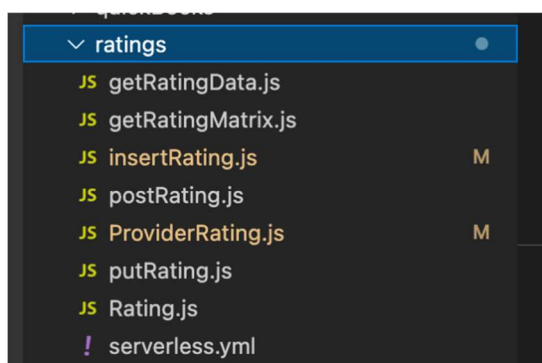 ratings
JS getRatingData.js
JS getRatingMatrix.js
JS insertRating.js M
JS postRating.js
JS ProviderRating.js M
JS putRating.js
JS Rating.js
! serverless.yml